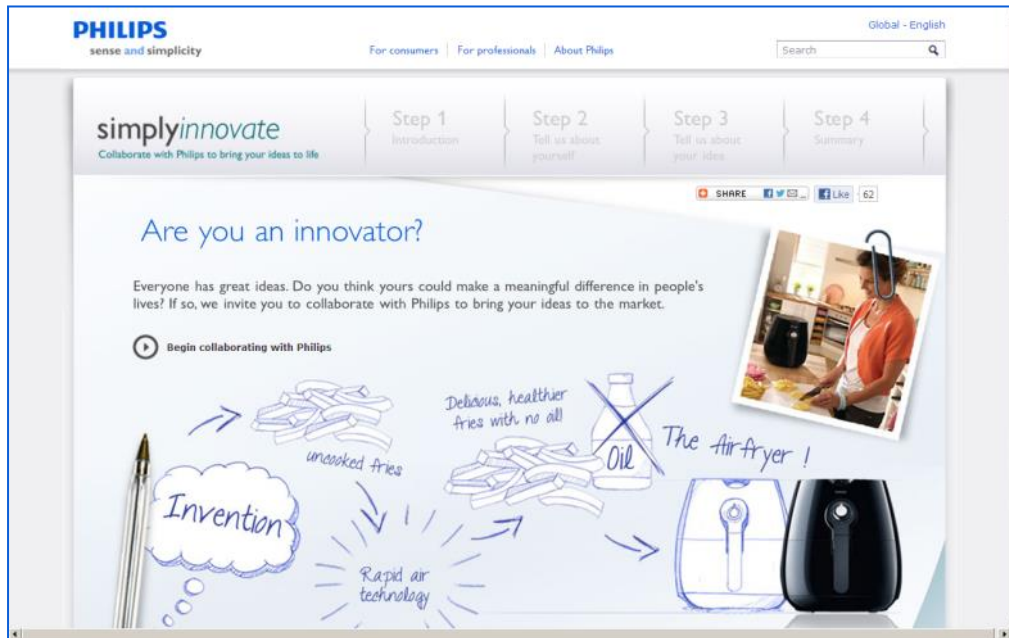 PHILIPS
sense and simplicity
Global - English
For consumers For professionals About Philips
Search
simplyinnovate
Collaborate with Philips to bring your ideas to life
Step 1
Introduction
Step 2
Tell us about
yourself
Step 3
Tell us about
your idea
Step 4
Summary
SHARE
Like 62
Are you an innovator?
Everyone has great ideas. Do you think yours could make a meaningful difference in people's
lives? If so, we invite you to collaborate with Philips to bring your ideas to the market.
Begin collaborating with Philips
Invention
uncooked fries
Rapid air
technology
Delicious, healthier
fries with no oil!
Oil
The Airfryer !